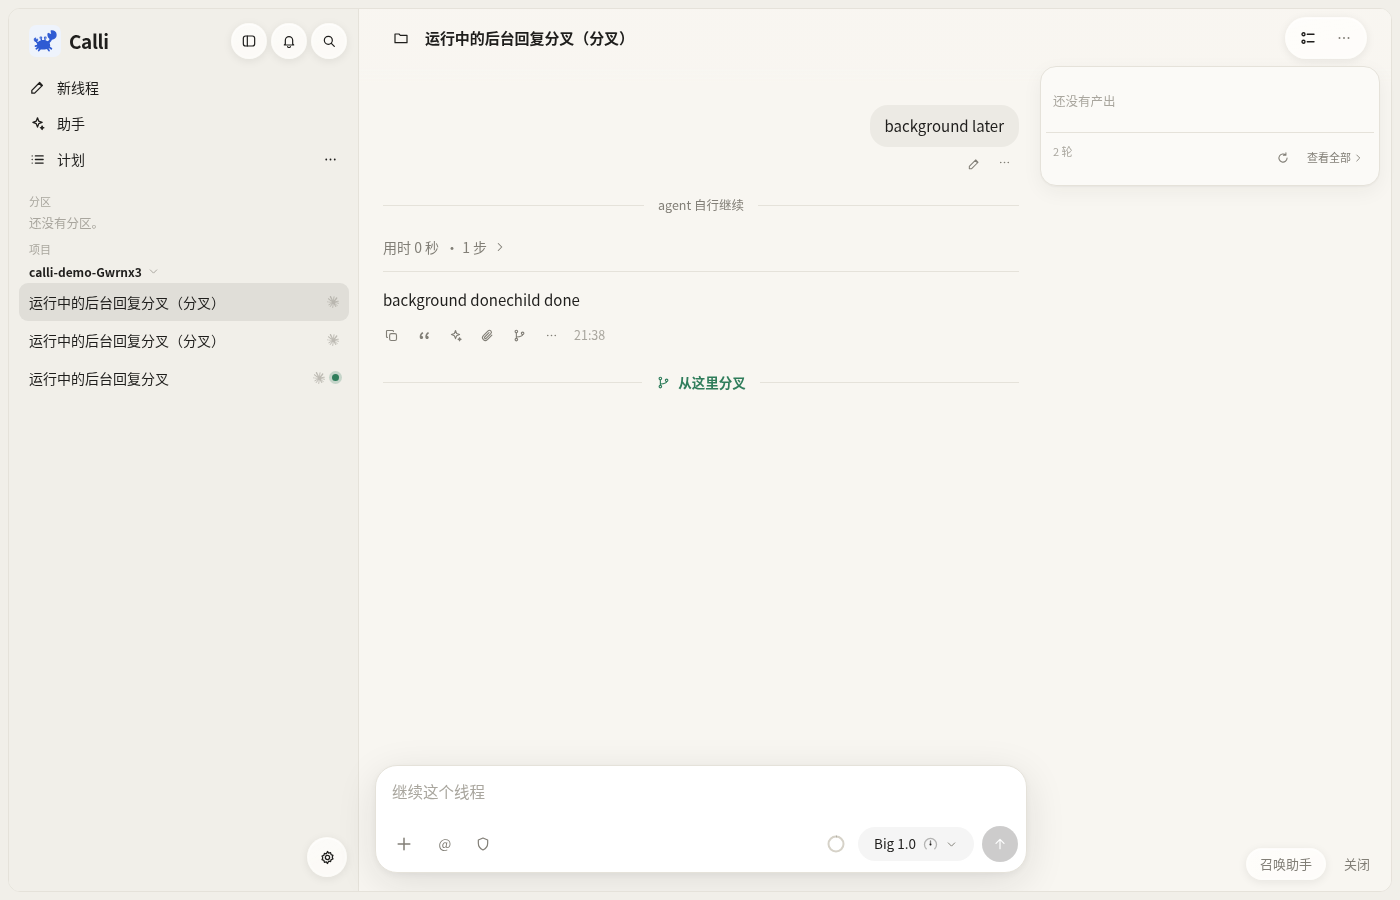 Calli
新线程
助手
计划
分区
还没有分区。
项目
calli-demo-Gwrnx3
运行中的后台回复分叉（分叉）
运行中的后台回复分叉（分叉）
运行中的后台回复分叉
运行中的后台回复分叉（分叉）
background later
agent 自行继续
用时 0 秒 · 1 步
background donechild done
21:38
从这里分叉
继续这个线程
@
Big 1.0
还没有产出
2 轮
查看全部
召唤助手
关闭